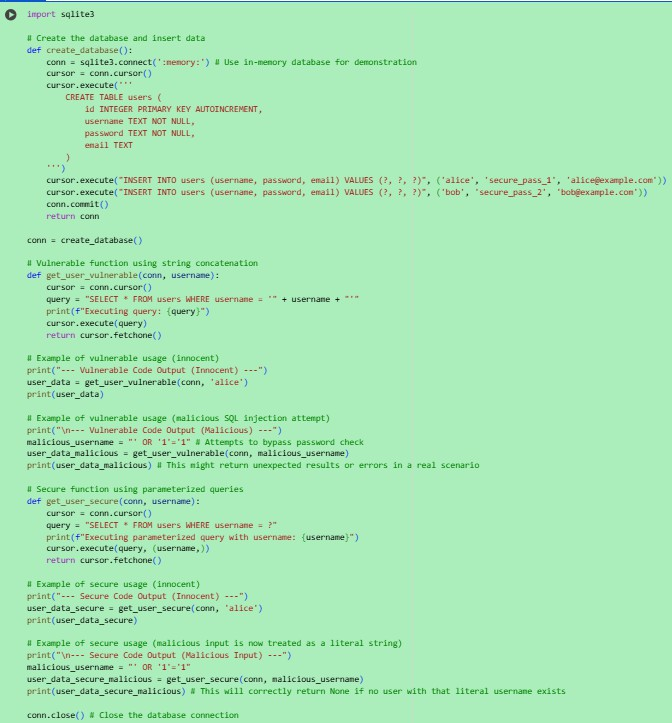 import sqlite3

# Create the database and insert data
def create_database():
    conn = sqlite3.connect(':memory:') # Use in-memory database for demonstration
    cursor = conn.cursor()
    cursor.execute('''
        CREATE TABLE users (
            id INTEGER PRIMARY KEY AUTOINCREMENT,
            username TEXT NOT NULL,
            password TEXT NOT NULL,
            email TEXT
        )
    ''')
    cursor.execute("INSERT INTO users (username, password, email) VALUES (?, ?, ?)", ('alice', 'secure_pass_1', 'alice@example.com'))
    cursor.execute("INSERT INTO users (username, password, email) VALUES (?, ?, ?)", ('bob', 'secure_pass_2', 'bob@example.com'))
    conn.commit()
    return conn

conn = create_database()

# Vulnerable function using string concatenation
def get_user_vulnerable(conn, username):
    cursor = conn.cursor()
    query = "SELECT * FROM users WHERE username = '" + username + "'"
    print(f"Executing query: {query}")
    cursor.execute(query)
    return cursor.fetchone()

# Example of vulnerable usage (innocent)
print("--- Vulnerable Code Output (Innocent) ---")
user_data = get_user_vulnerable(conn, 'alice')
print(user_data)

# Example of vulnerable usage (malicious SQL injection attempt)
print("\n--- Vulnerable Code Output (Malicious) ---")
malicious_username = "' OR '1'='1" # Attempts to bypass password check
user_data_malicious = get_user_vulnerable(conn, malicious_username)
print(user_data_malicious) # This might return unexpected results or errors in a real scenario

# Secure function using parameterized queries
def get_user_secure(conn, username):
    cursor = conn.cursor()
    query = "SELECT * FROM users WHERE username = ?"
    print(f"Executing parameterized query with username: {username}")
    cursor.execute(query, (username,))
    return cursor.fetchone()

# Example of secure usage (innocent)
print("--- Secure Code Output (Innocent) ---")
user_data_secure = get_user_secure(conn, 'alice')
print(user_data_secure)

# Example of secure usage (malicious input is now treated as a literal string)
print("\n--- Secure Code Output (Malicious Input) ---")
malicious_username = "' OR '1'='1"
user_data_secure_malicious = get_user_secure(conn, malicious_username)
print(user_data_secure_malicious) # This will correctly return None if no user with that literal username exists

conn.close() # Close the database connection